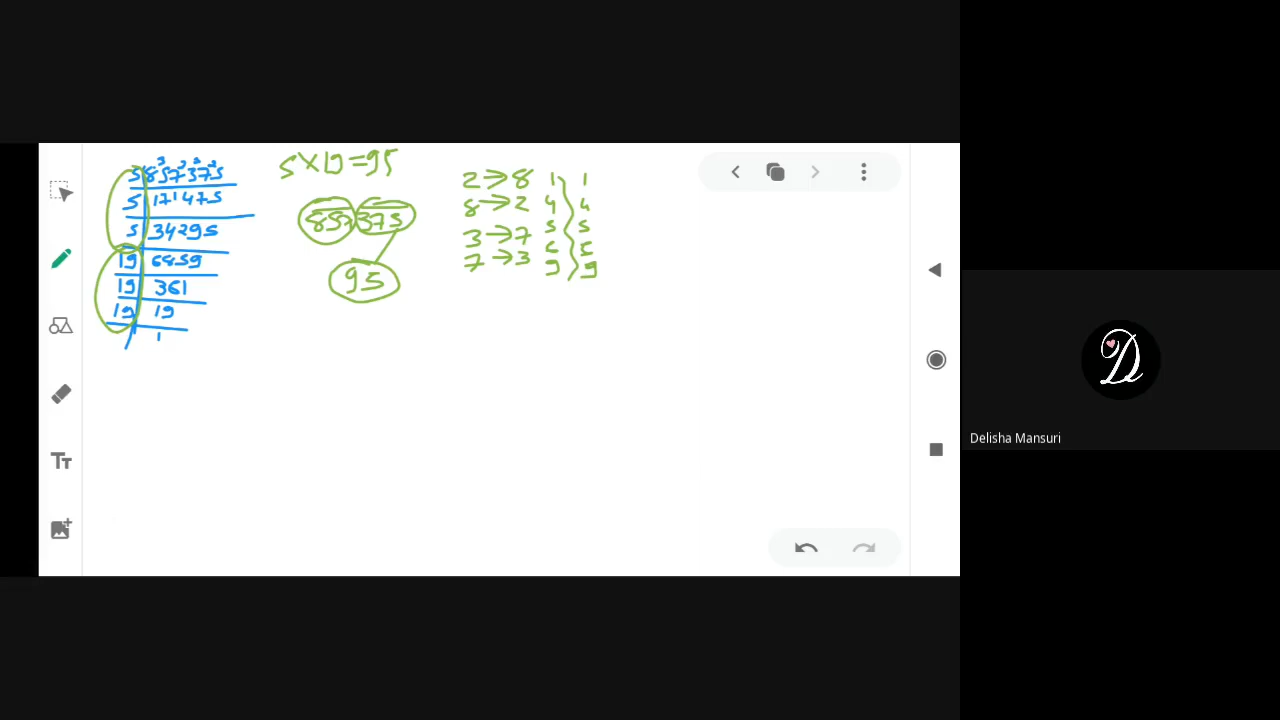 5 857375
5 171475
5 34295
19 6859
19 361
19 19
1
5 X 19 = 95
857 375
95
2 → 8 1 1
8 → 2 4 4
3 → 7 5 5
7 → 3 6 6
9 9
D
Delisha Mansuri
Tт